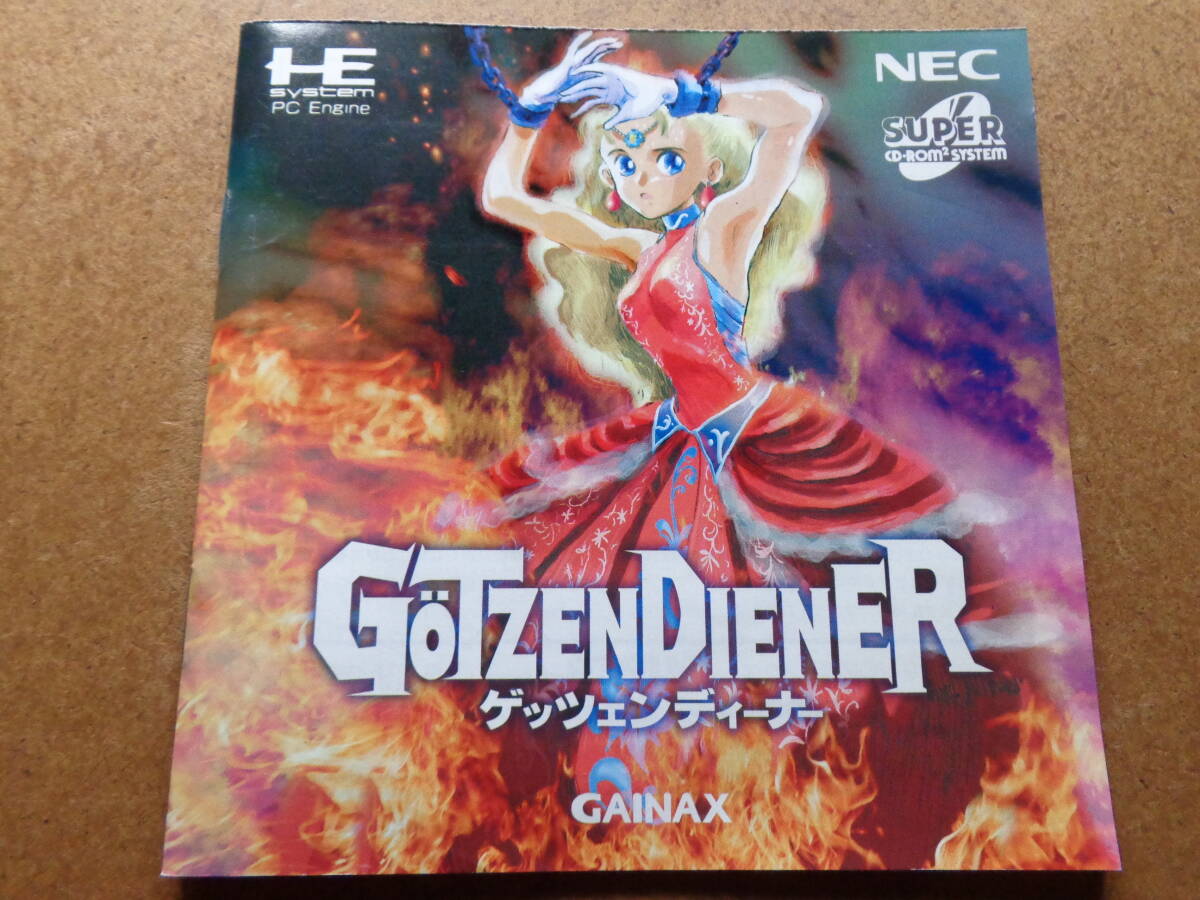 HE
system
PC Engine
NEC
SUPER
CD-ROM² SYSTEM
GÖTZENDIENER
ゲッツェンディーナー
GAINAX